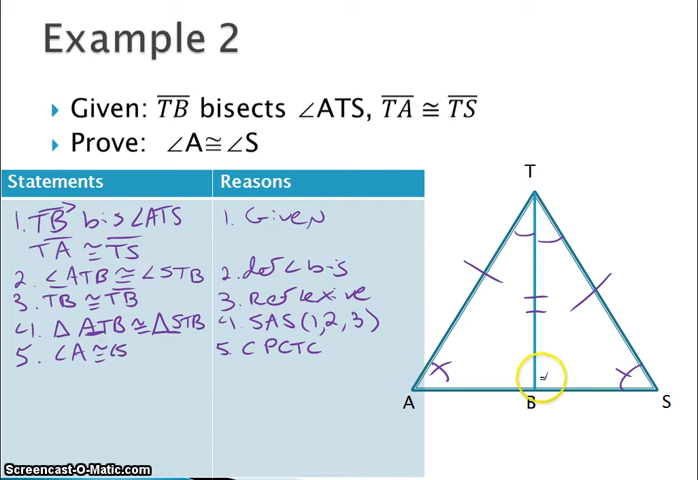 Example 2
Given: TB bisects ∠ATS, TA ≅ TS
Prove: ∠A≅∠S
Statements Reasons
1. TB bis ∠ATS 1. Given
TA ≅ TS
2. ∠ATB ≅ ∠STB 2. def ∠ bis
3. TB ≅ TB 3. Reflexive
4. △ ATB ≅ △STB 4. SAS (1,2,3)
5. ∠A≅∠S 5. CPCTC
T
A B S
Screencast-O-Matic.com